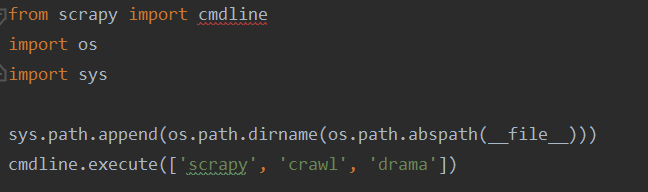 from scrapy import cmdline
import os
import sys
sys.path.append(os.path.dirname(os.path.abspath(__file__)))
cmdline.execute(['scrapy', 'crawl', 'drama'])